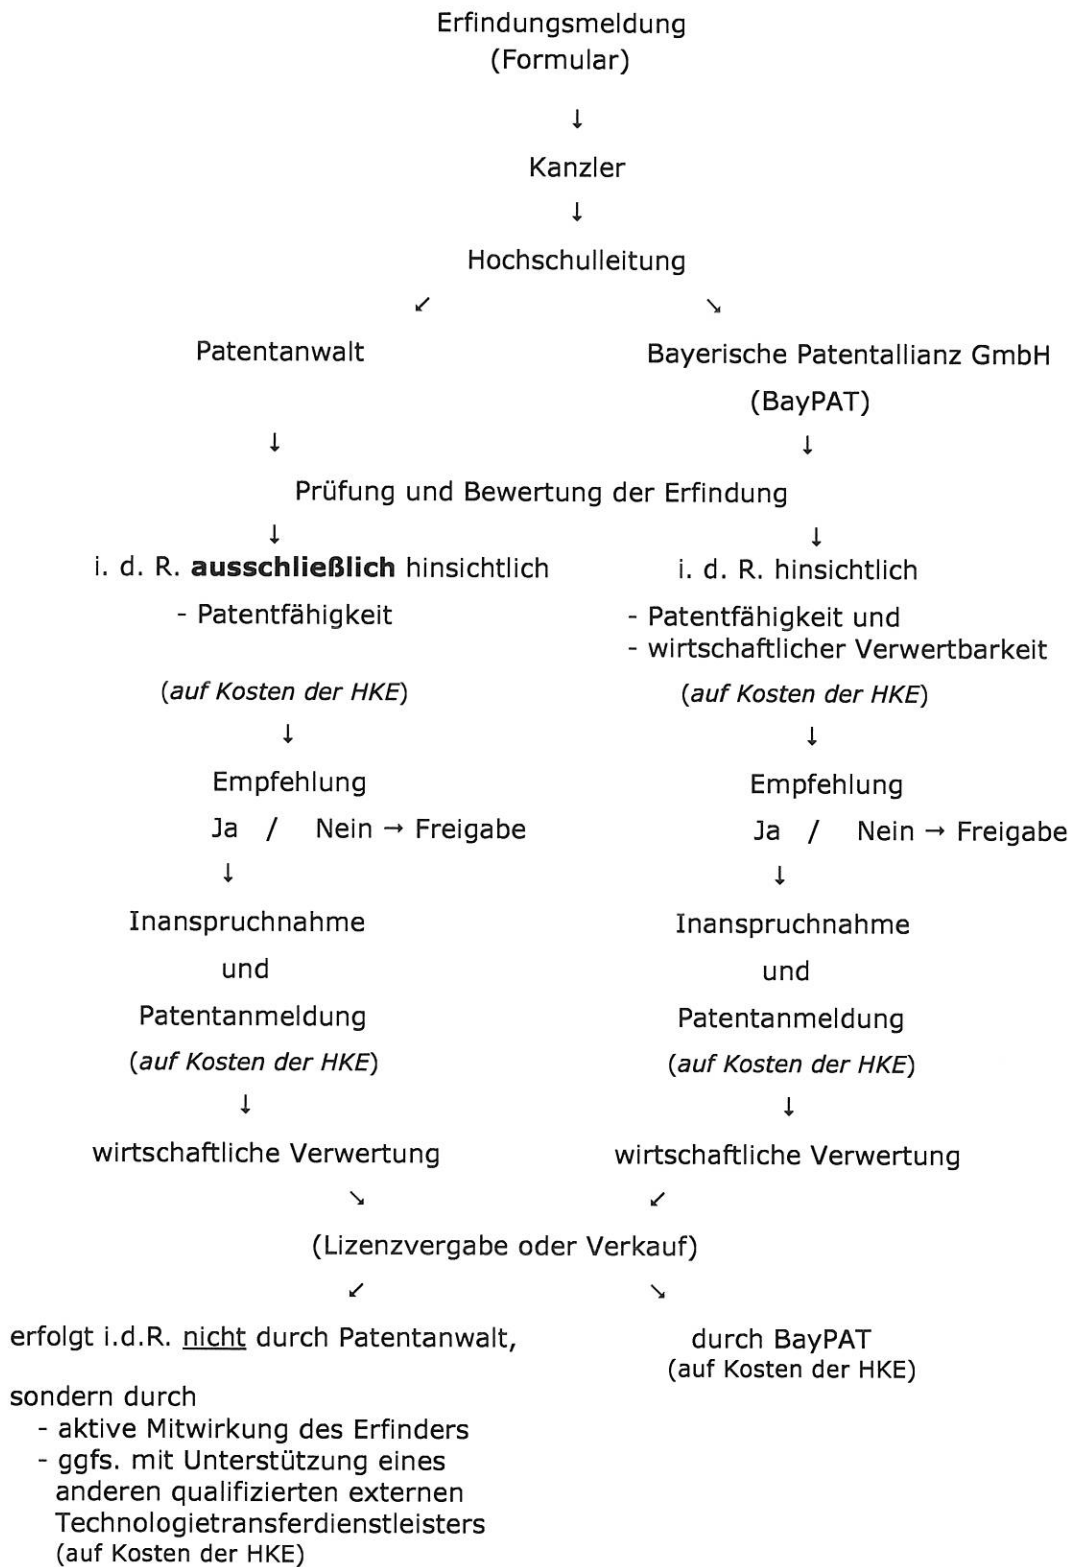 Erfindungsmeldung
(Formular)
↓
Kanzler
↓
Hochschulleitung
↙ ↘
Patentanwalt Bayerische Patentallianz GmbH
(BayPAT)
↓ ↓
Prüfung und Bewertung der Erfindung
↓ ↓
i. d. R. ausschließlich hinsichtlich i. d. R. hinsichtlich
- Patentfähigkeit - Patentfähigkeit und
- wirtschaftlicher Verwertbarkeit
(auf Kosten der HKE) (auf Kosten der HKE)
↓ ↓
Empfehlung Empfehlung
Ja / Nein → Freigabe Ja / Nein → Freigabe
↓ ↓
Inanspruchnahme Inanspruchnahme
und und
Patentanmeldung Patentanmeldung
(auf Kosten der HKE) (auf Kosten der HKE)
↓ ↓
wirtschaftliche Verwertung wirtschaftliche Verwertung
↘ ↙
(Lizenzvergabe oder Verkauf)
↙ ↘
erfolgt i.d.R. nicht durch Patentanwalt, durch BayPAT
(auf Kosten der HKE)
sondern durch
- aktive Mitwirkung des Erfinders
- ggfs. mit Unterstützung eines
anderen qualifizierten externen
Technologietransferdienstleisters
(auf Kosten der HKE)